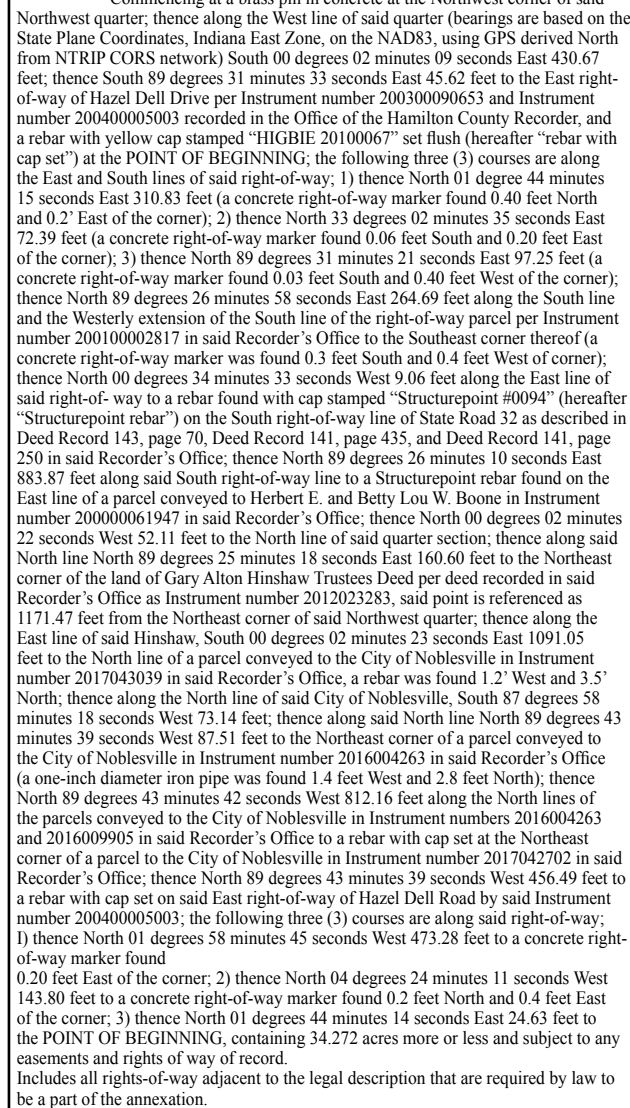 Commencing at a brass pin in concrete at the Northwest corner of said
Northwest quarter; thence along the West line of said quarter (bearings are based on the
State Plane Coordinates, Indiana East Zone, on the NAD83, using GPS derived North
from NTRIP CORS network) South 00 degrees 02 minutes 09 seconds East 430.67
feet; thence South 89 degrees 31 minutes 33 seconds East 45.62 feet to the East right-
of-way of Hazel Dell Drive per Instrument number 200300090653 and Instrument
number 200400005003 recorded in the Office of the Hamilton County Recorder, and
a rebar with yellow cap stamped “HIGBIE 20100067” set flush (hereafter “rebar with
cap set”) at the POINT OF BEGINNING; the following three (3) courses are along
the East and South lines of said right-of-way; 1) thence North 01 degree 44 minutes
15 seconds East 310.83 feet (a concrete right-of-way marker found 0.40 feet North
and 0.2’ East of the corner); 2) thence North 33 degrees 02 minutes 35 seconds East
72.39 feet (a concrete right-of-way marker found 0.06 feet South and 0.20 feet East
of the corner); 3) thence North 89 degrees 31 minutes 21 seconds East 97.25 feet (a
concrete right-of-way marker found 0.03 feet South and 0.40 feet West of the corner);
thence North 89 degrees 26 minutes 58 seconds East 264.69 feet along the South line
and the Westerly extension of the South line of the right-of-way parcel per Instrument
number 200100002817 in said Recorder’s Office to the Southeast corner thereof (a
concrete right-of-way marker was found 0.3 feet South and 0.4 feet West of corner);
thence North 00 degrees 34 minutes 33 seconds West 9.06 feet along the East line of
said right-of- way to a rebar found with cap stamped “Structurepoint #0094” (hereafter
“Structurepoint rebar”) on the South right-of-way line of State Road 32 as described in
Deed Record 143, page 70, Deed Record 141, page 435, and Deed Record 141, page
250 in said Recorder’s Office; thence North 89 degrees 26 minutes 10 seconds East
883.87 feet along said South right-of-way line to a Structurepoint rebar found on the
East line of a parcel conveyed to Herbert E. and Betty Lou W. Boone in Instrument
number 200000061947 in said Recorder’s Office; thence North 00 degrees 02 minutes
22 seconds West 52.11 feet to the North line of said quarter section; thence along said
North line North 89 degrees 25 minutes 18 seconds East 160.60 feet to the Northeast
corner of the land of Gary Alton Hinshaw Trustees Deed per deed recorded in said
Recorder’s Office as Instrument number 2012023283, said point is referenced as
1171.47 feet from the Northeast corner of said Northwest quarter; thence along the
East line of said Hinshaw, South 00 degrees 02 minutes 23 seconds East 1091.05
feet to the North line of a parcel conveyed to the City of Noblesville in Instrument
number 2017043039 in said Recorder’s Office, a rebar was found 1.2’ West and 3.5’
North; thence along the North line of said City of Noblesville, South 87 degrees 58
minutes 18 seconds West 73.14 feet; thence along said North line North 89 degrees 43
minutes 39 seconds West 87.51 feet to the Northeast corner of a parcel conveyed to
the City of Noblesville in Instrument number 2016004263 in said Recorder’s Office
(a one-inch diameter iron pipe was found 1.4 feet West and 2.8 feet North); thence
North 89 degrees 43 minutes 42 seconds West 812.16 feet along the North lines of
the parcels conveyed to the City of Noblesville in Instrument numbers 2016004263
and 2016009905 in said Recorder’s Office to a rebar with cap set at the Northeast
corner of a parcel to the City of Noblesville in Instrument number 2017042702 in said
Recorder’s Office; thence North 89 degrees 43 minutes 39 seconds West 456.49 feet to
a rebar with cap set on said East right-of-way of Hazel Dell Road by said Instrument
number 200400005003; the following three (3) courses are along said right-of-way;
I) thence North 01 degrees 58 minutes 45 seconds West 473.28 feet to a concrete right-
of-way marker found
0.20 feet East of the corner; 2) thence North 04 degrees 24 minutes 11 seconds West
143.80 feet to a concrete right-of-way marker found 0.2 feet North and 0.4 feet East
of the corner; 3) thence North 01 degrees 44 minutes 14 seconds East 24.63 feet to
the POINT OF BEGINNING, containing 34.272 acres more or less and subject to any
easements and rights of way of record.
Includes all rights-of-way adjacent to the legal description that are required by law to
be a part of the annexation.